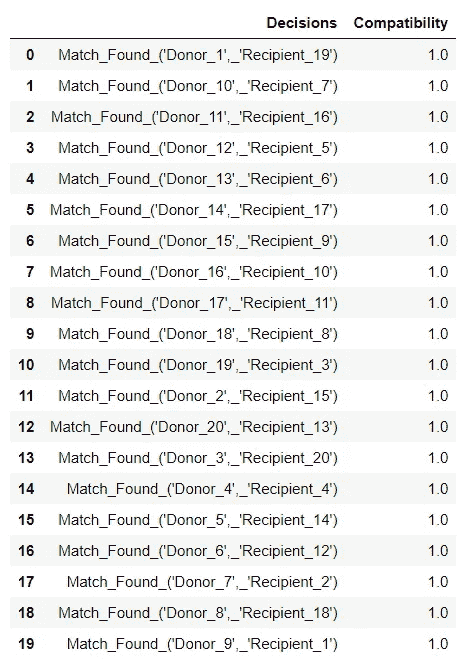 Decisions Compatibility
0 Match_Found_('Donor_1',_'Recipient_19') 1.0
1 Match_Found_('Donor_10',_'Recipient_7') 1.0
2 Match_Found_('Donor_11',_'Recipient_16') 1.0
3 Match_Found_('Donor_12',_'Recipient_5') 1.0
4 Match_Found_('Donor_13',_'Recipient_6') 1.0
5 Match_Found_('Donor_14',_'Recipient_17') 1.0
6 Match_Found_('Donor_15',_'Recipient_9') 1.0
7 Match_Found_('Donor_16',_'Recipient_10') 1.0
8 Match_Found_('Donor_17',_'Recipient_11') 1.0
9 Match_Found_('Donor_18',_'Recipient_8') 1.0
10 Match_Found_('Donor_19',_'Recipient_3') 1.0
11 Match_Found_('Donor_2',_'Recipient_15') 1.0
12 Match_Found_('Donor_20',_'Recipient_13') 1.0
13 Match_Found_('Donor_3',_'Recipient_20') 1.0
14 Match_Found_('Donor_4',_'Recipient_4') 1.0
15 Match_Found_('Donor_5',_'Recipient_14') 1.0
16 Match_Found_('Donor_6',_'Recipient_12') 1.0
17 Match_Found_('Donor_7',_'Recipient_2') 1.0
18 Match_Found_('Donor_8',_'Recipient_18') 1.0
19 Match_Found_('Donor_9',_'Recipient_1') 1.0